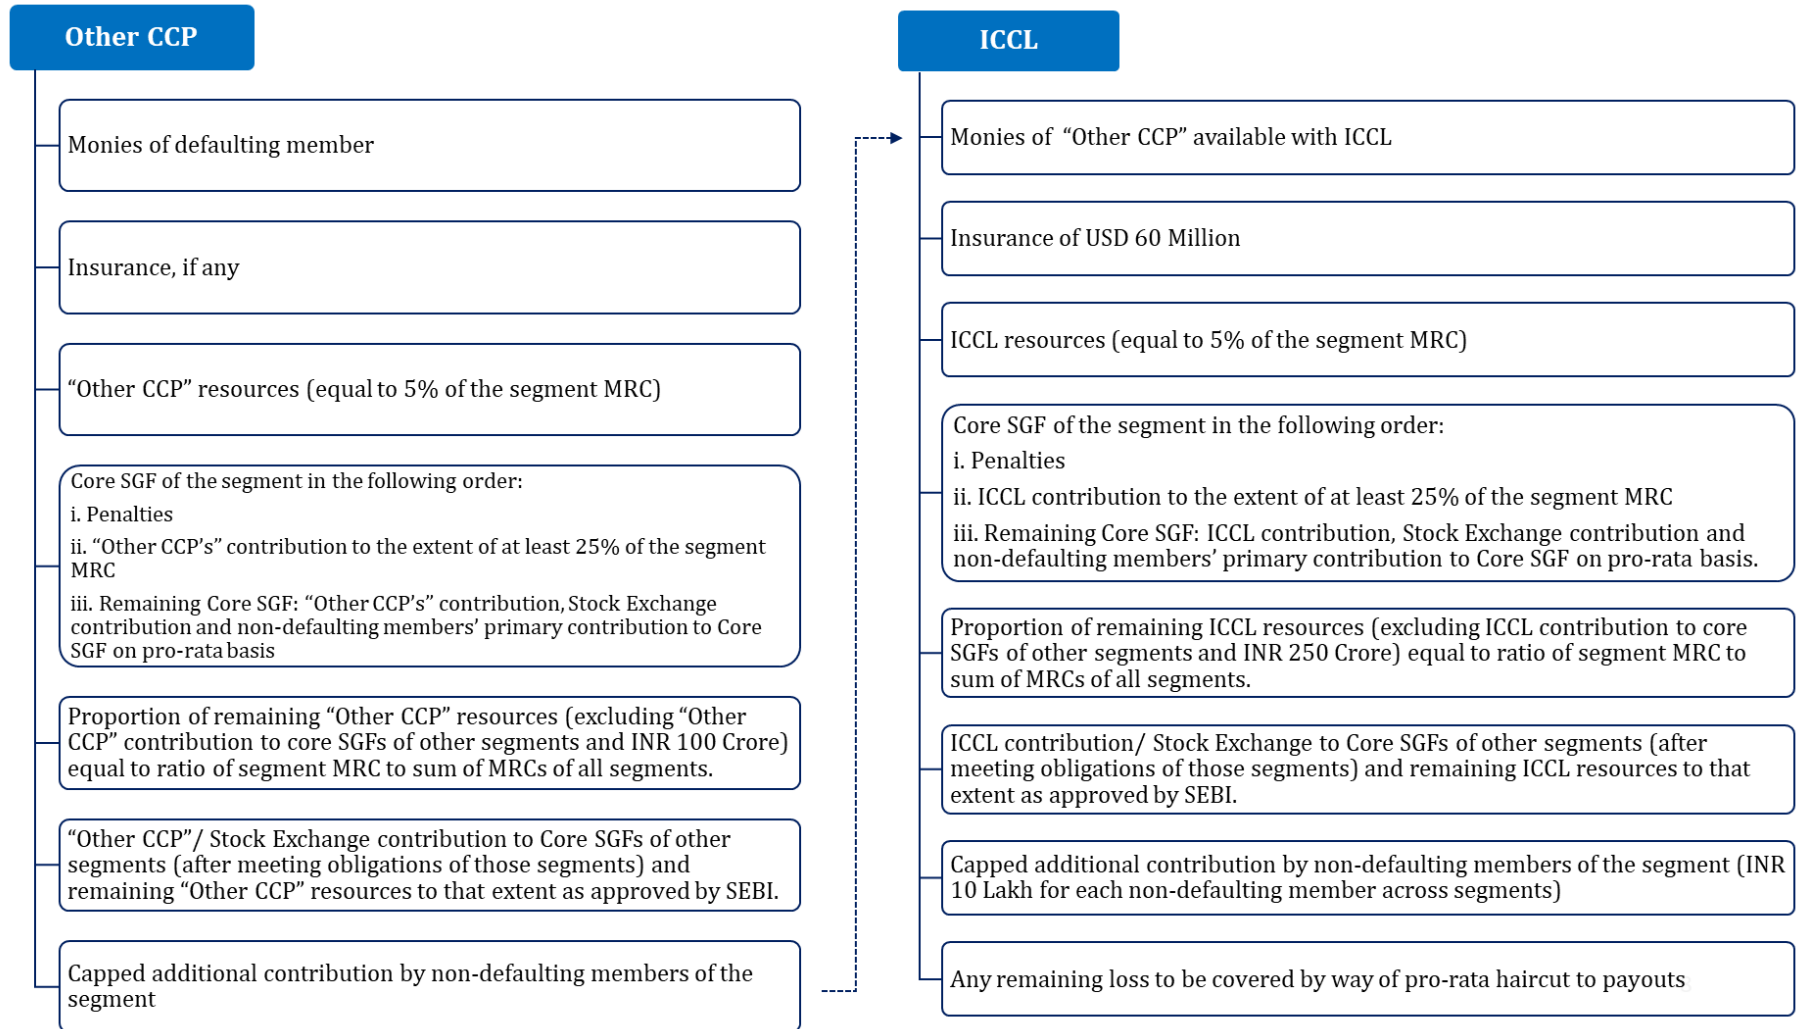 Other CCP
Monies of defaulting member
Insurance, if any
“Other CCP” resources (equal to 5% of the segment MRC)
Core SGF of the segment in the following order:
i. Penalties
ii. “Other CCP’s” contribution to the extent of at least 25% of the segment
MRC
iii. Remaining Core SGF: “Other CCP’s” contribution, Stock Exchange
contribution and non-defaulting members’ primary contribution to Core
SGF on pro-rata basis
Proportion of remaining “Other CCP” resources (excluding “Other
CCP” contribution to core SGFs of other segments and INR 100 Crore)
equal to ratio of segment MRC to sum of MRCs of all segments.
“Other CCP”/ Stock Exchange contribution to Core SGFs of other
segments (after meeting obligations of those segments) and
remaining “Other CCP” resources to that extent as approved by SEBI.
Capped additional contribution by non-defaulting members of the
segment
ICCL
Monies of “Other CCP” available with ICCL
Insurance of USD 60 Million
ICCL resources (equal to 5% of the segment MRC)
Core SGF of the segment in the following order:
i. Penalties
ii. ICCL contribution to the extent of at least 25% of the segment MRC
iii. Remaining Core SGF: ICCL contribution, Stock Exchange contribution and
non-defaulting members’ primary contribution to Core SGF on pro-rata basis.
Proportion of remaining ICCL resources (excluding ICCL contribution to core
SGFs of other segments and INR 250 Crore) equal to ratio of segment MRC to
sum of MRCs of all segments.
ICCL contribution/ Stock Exchange to Core SGFs of other segments (after
meeting obligations of those segments) and remaining ICCL resources to that
extent as approved by SEBI.
Capped additional contribution by non-defaulting members of the segment (INR
10 Lakh for each non-defaulting member across segments)
Any remaining loss to be covered by way of pro-rata haircut to payouts